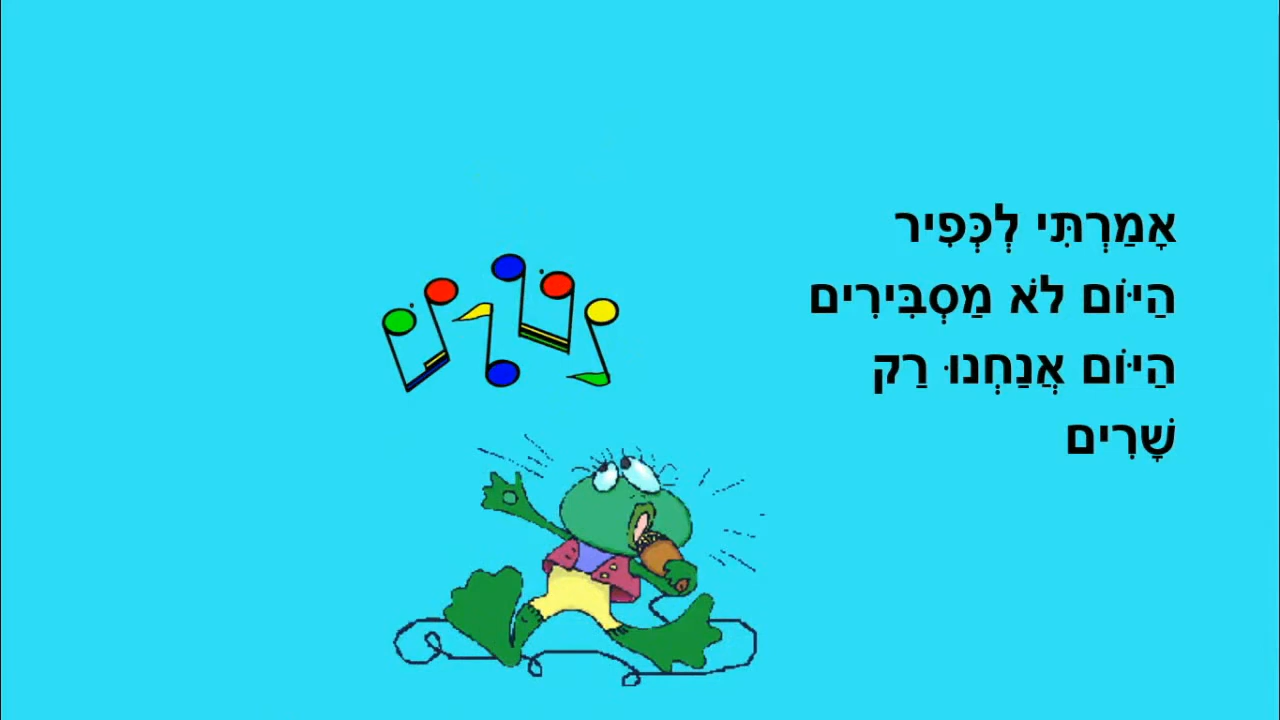 אָמַרְתִּי לְכְּפִיר
הַיּוֹם לֹא מַסְבִּירִים
הַיּוֹם אֲנַחְנוּ רַק
שָׁרִים